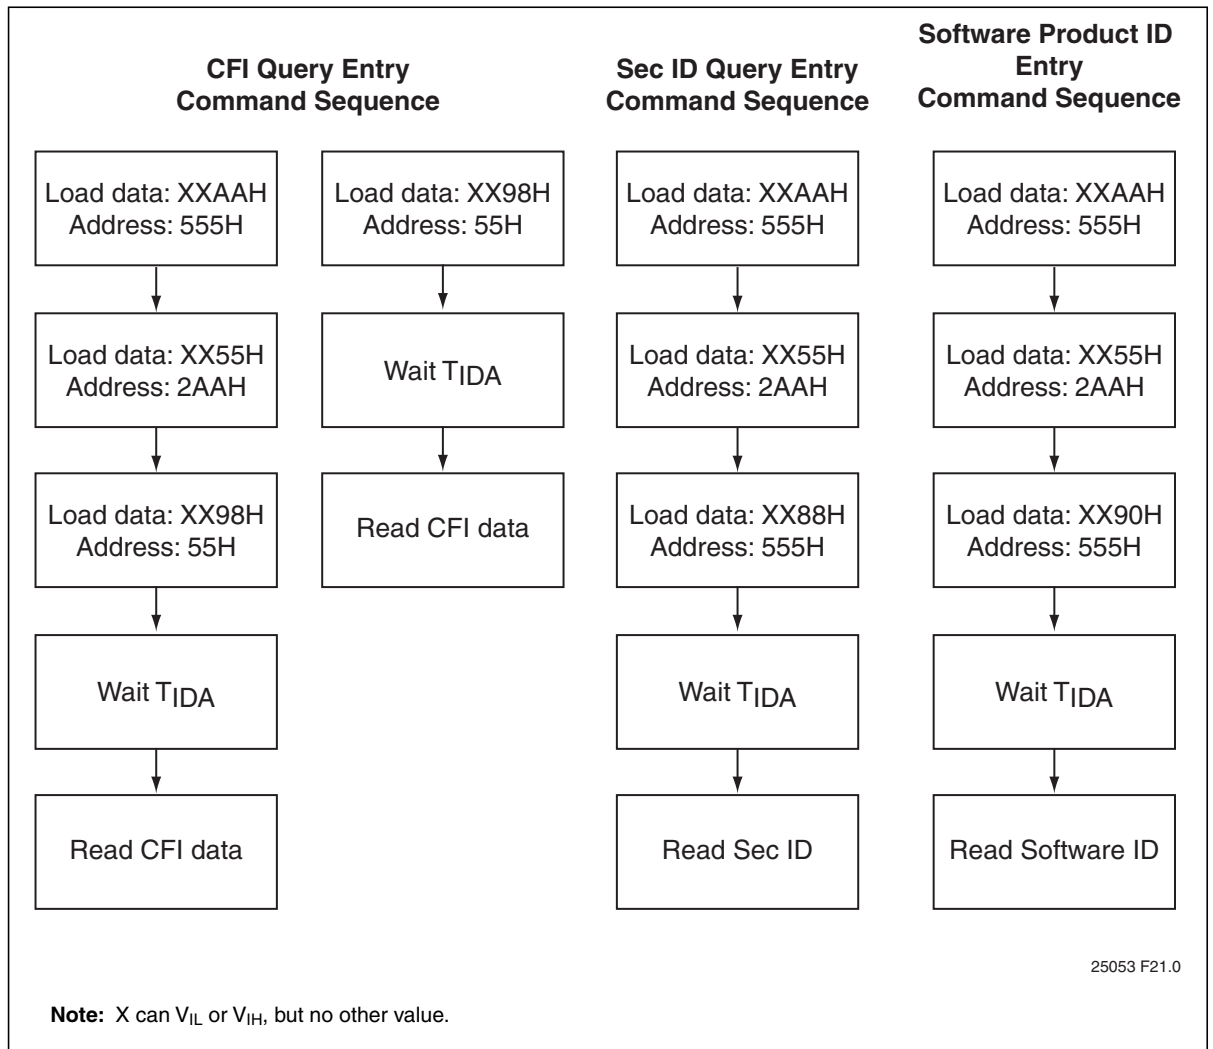 CFI Query Entry
Command Sequence
Load data: XXAAH
Address: 555H
Load data: XX55H
Address: 2AAH
Load data: XX98H
Address: 55H
Wait TIDA
Read CFI data
Load data: XX98H
Address: 55H
Wait TIDA
Read CFI data
Sec ID Query Entry
Command Sequence
Load data: XXAAH
Address: 555H
Load data: XX55H
Address: 2AAH
Load data: XX88H
Address: 555H
Wait TIDA
Read Sec ID
Software Product ID
Entry
Command Sequence
Load data: XXAAH
Address: 555H
Load data: XX55H
Address: 2AAH
Load data: XX90H
Address: 555H
Wait TIDA
Read Software ID
25053 F21.0
Note: X can VIL or VIH, but no other value.